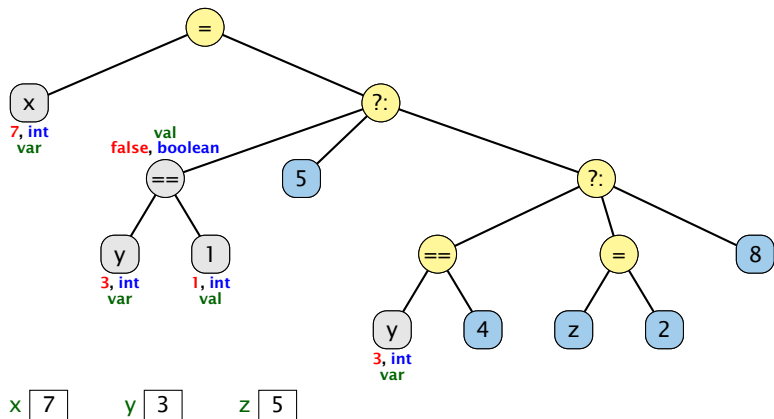 =
x
?:
7, int
var
val
false, boolean
==
5
?:
y
1
==
=
8
3, int
var
1, int
val
y
4
z
2
3, int
var
x 7 y 3 z 5